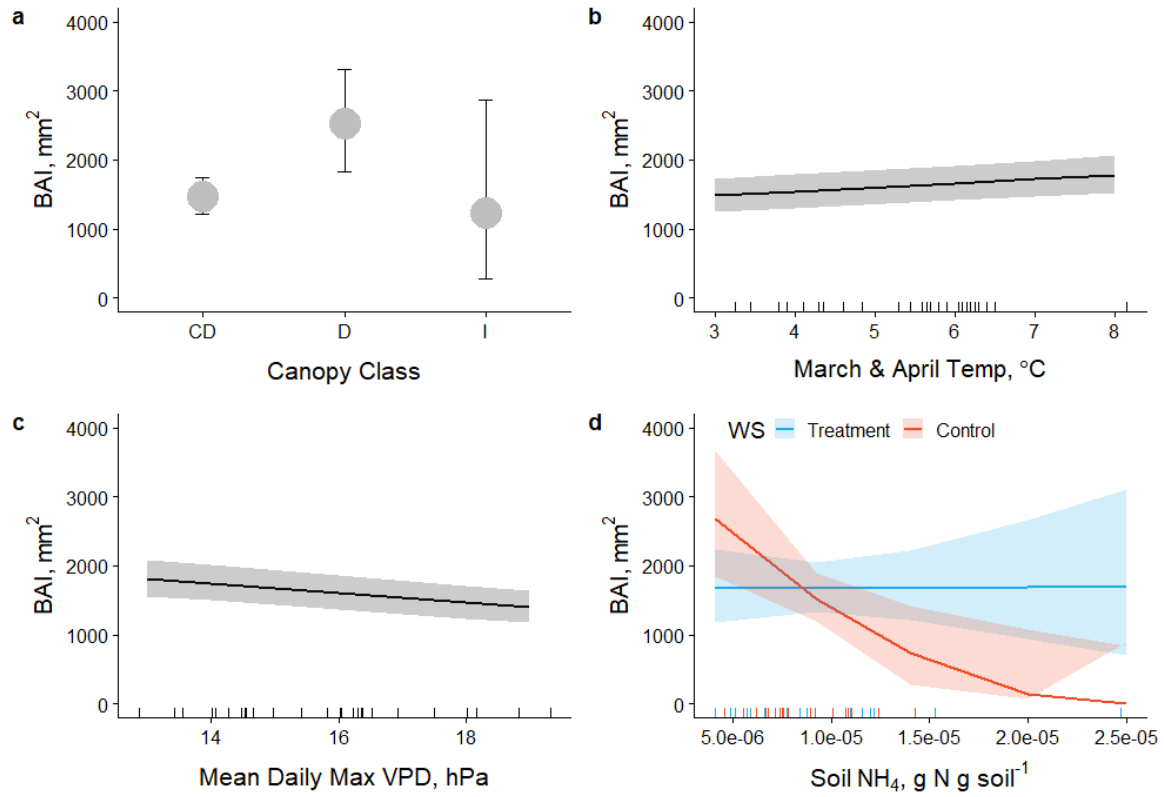 a
4000
3000
2000
1000
0
BAI, mm²
CD D I
Canopy Class
b
4000
3000
2000
1000
0
BAI, mm²
3 4 5 6 7 8
March & April Temp, °C
c
4000
3000
2000
1000
0
BAI, mm²
14 16 18
Mean Daily Max VPD, hPa
d
WS Treatment Control
4000
3000
2000
1000
0
BAI, mm²
5.0e-06 1.0e-05 1.5e-05 2.0e-05 2.5e-05
Soil NH₄, g N g soil⁻¹